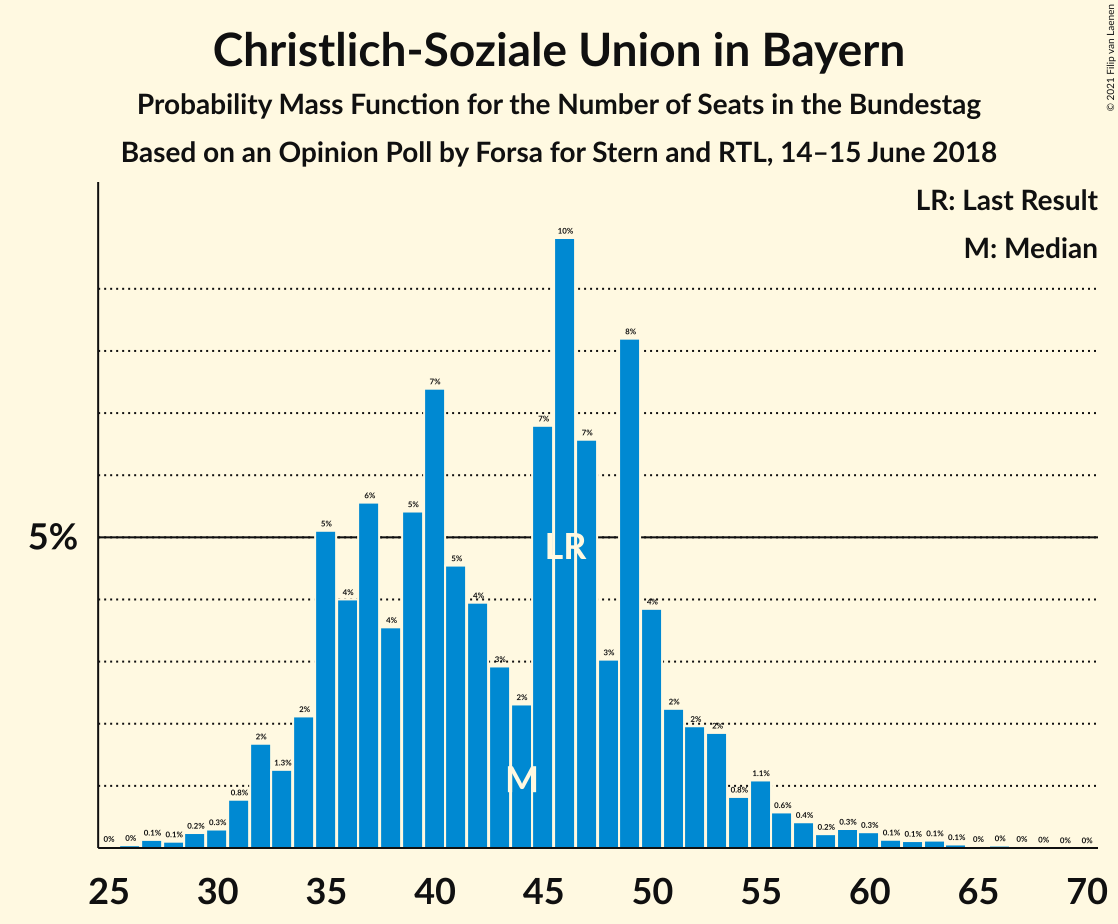 © 2021 Filip van Laenen
Christlich-Soziale Union in Bayern
Probability Mass Function for the Number of Seats in the Bundestag
Based on an Opinion Poll by Forsa for Stern and RTL, 14–15 June 2018
LR: Last Result
M: Median
5%
0% 0% 0.1% 0.1% 0.2% 0.3% 0.8% 2% 1.3% 2% 5% 4% 6% 4% 5% 7% 5% 4% 3% 2% 7% 10% 7% 3% 8% 4% 2% 2% 2% 0.8% 1.1% 0.6% 0.4% 0.2% 0.3% 0.3% 0.1% 0.1% 0.1% 0.1% 0% 0% 0% 0% 0% 0%
LR
M
25 30 35 40 45 50 55 60 65 70